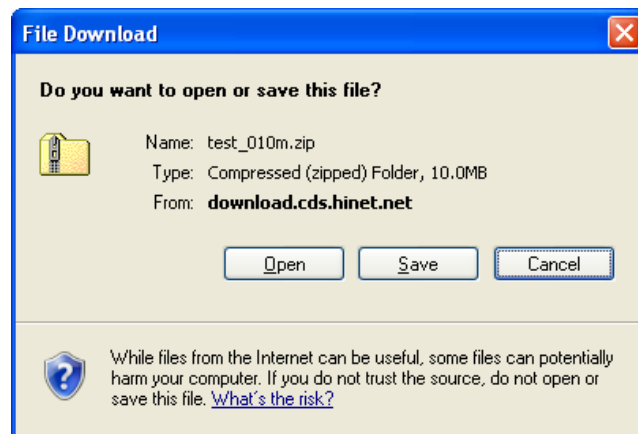 File Download
Do you want to open or save this file?
Name: test_010m.zip
Type: Compressed (zipped) Folder, 10.0MB
From: download.cds.hinet.net
Open Save Cancel
While files from the Internet can be useful, some files can potentially
harm your computer. If you do not trust the source, do not open or
save this file. What's the risk?